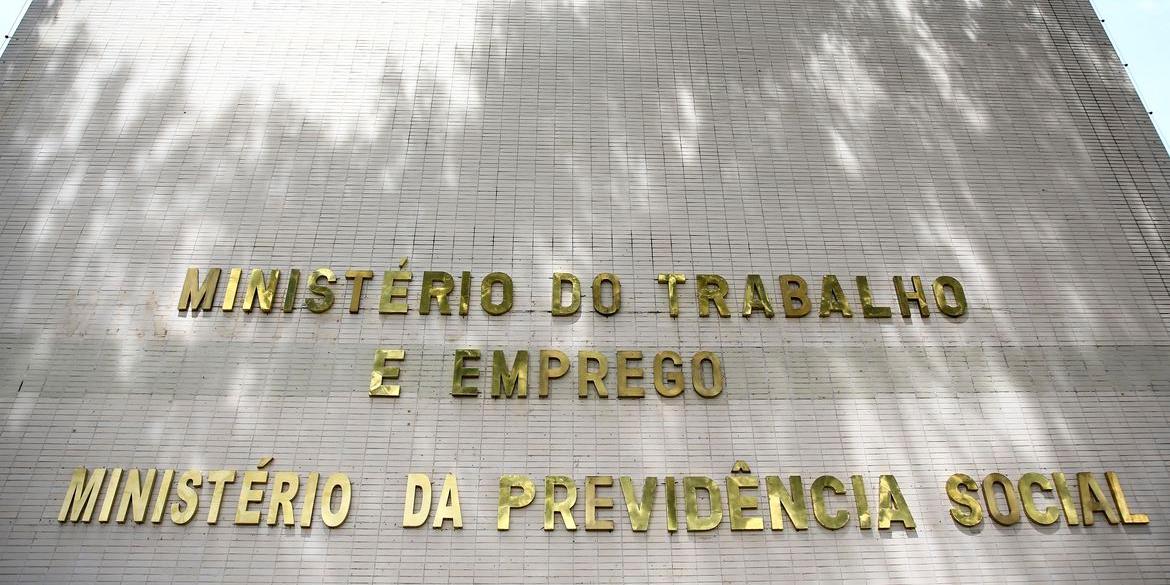 MINISTÉRIO DO TRABALHO
E EMPREGO
MINISTÉRIO DA PREVIDÊNCIA SOCIAL